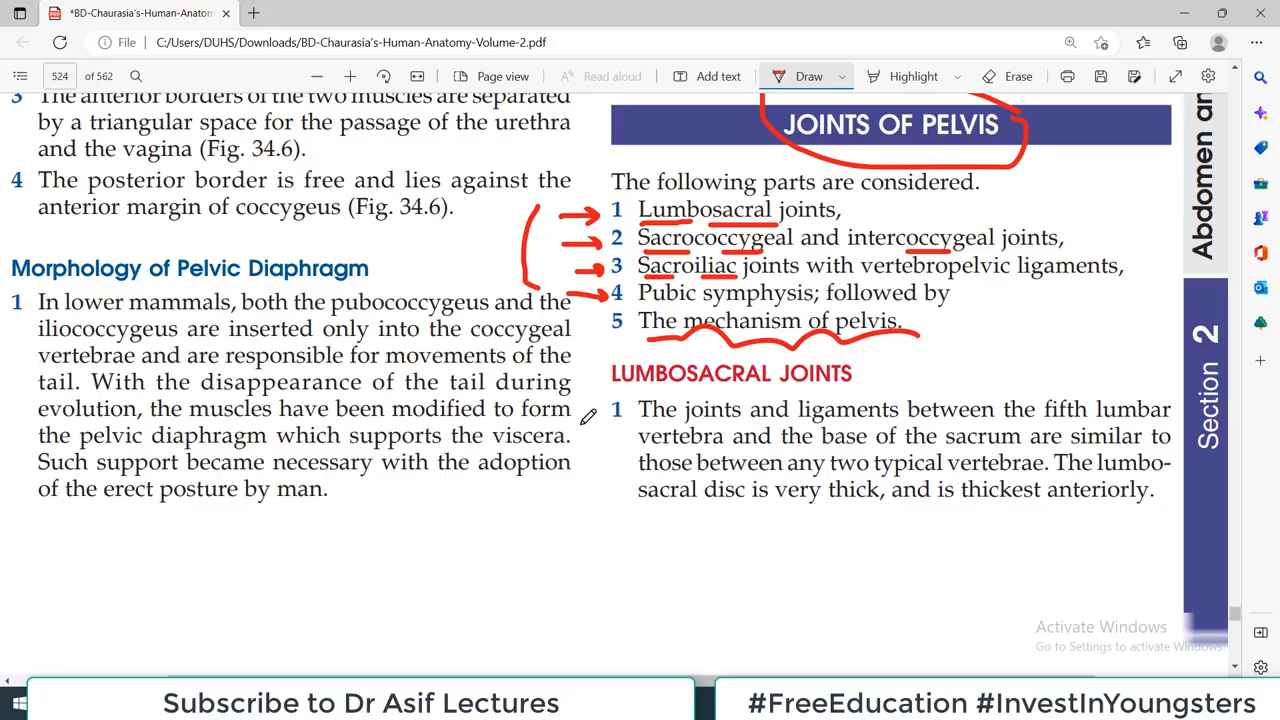 *BD-Chaurasia's-Human-Anatom
File
C:/Users/DUHS/Downloads/BD-Chaurasia's-Human-Anatomy-Volume-2.pdf
524 of 562
Page view
Read aloud
Add text
Draw
Highlight
Erase
3 The anterior borders of the two muscles are separated
by a triangular space for the passage of the urethra
and the vagina (Fig. 34.6).
4 The posterior border is free and lies against the
anterior margin of coccygeus (Fig. 34.6).
Morphology of Pelvic Diaphragm
1 In lower mammals, both the pubococcygeus and the
iliococcygeus are inserted only into the coccygeal
vertebrae and are responsible for movements of the
tail. With the disappearance of the tail during
evolution, the muscles have been modified to form
the pelvic diaphragm which supports the viscera.
Such support became necessary with the adoption
of the erect posture by man.
JOINTS OF PELVIS
The following parts are considered.
1 Lumbosacral joints,
2 Sacrococcygeal and intercoccygeal joints,
3 Sacroiliac joints with vertebropelvic ligaments,
4 Pubic symphysis; followed by
5 The mechanism of pelvis.
LUMBOSACRAL JOINTS
1 The joints and ligaments between the fifth lumbar
vertebra and the base of the sacrum are similar to
those between any two typical vertebrae. The lumbo-
sacral disc is very thick, and is thickest anteriorly.
Abdomen an
Section 2
Activate Windows
Go to Settings to activate Windows.
Subscribe to Dr Asif Lectures
#FreeEducation #InvestInYoungsters